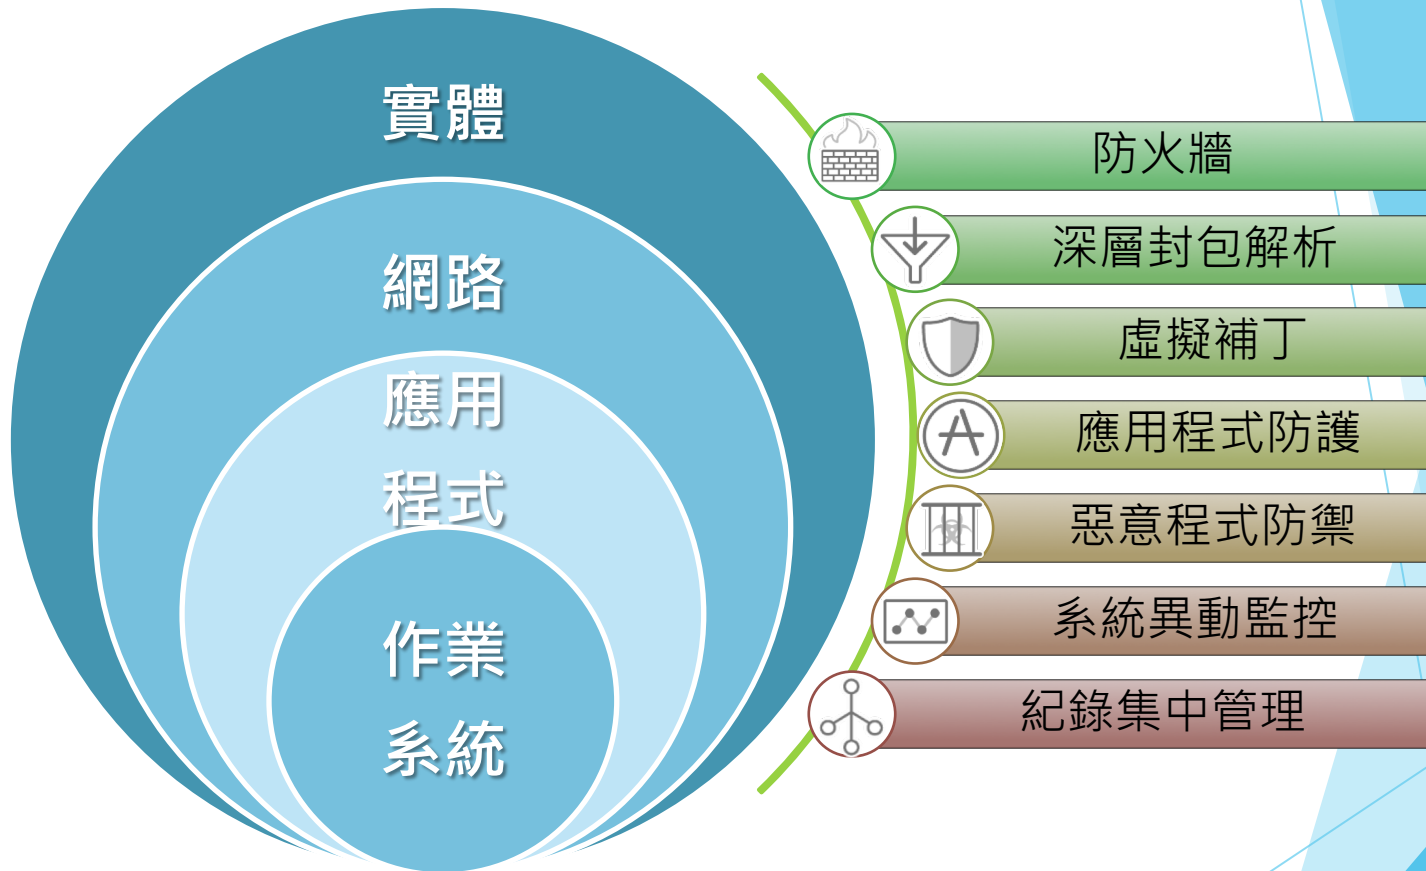 實體
網路
應用
程式
作業
系統
防火牆
深層封包解析
虛擬補丁
應用程式防護
惡意程式防禦
系統異動監控
紀錄集中管理